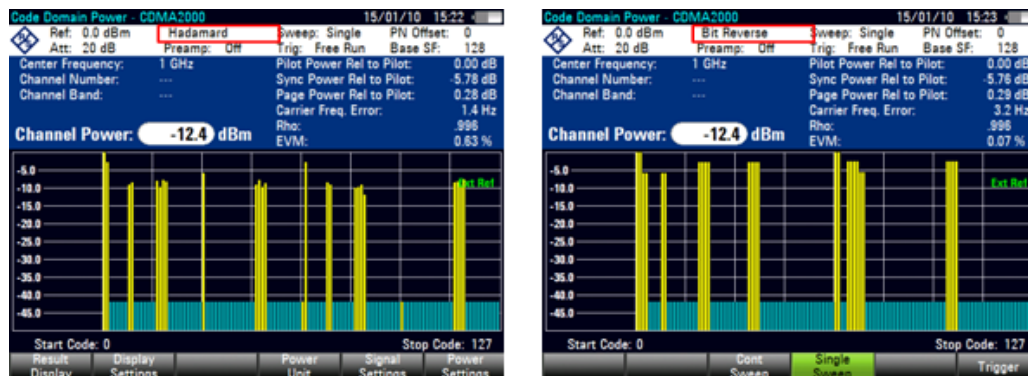 Code Domain Power - CDMA2000 15/01/10 15:22
Ref: 0.0 dBm Hadamard Sweep: Single PN Offset: 0
Att: 20 dB Preamp: Off Trig: Free Run Base SF: 128
Center Frequency: 1 GHz Pilot Power Rel to Pilot: 0.00 dB
Channel Number: --- Sync Power Rel to Pilot: -5.78 dB
Channel Band: --- Page Power Rel to Pilot: 0.28 dB
Carrier Freq. Error: 1.4 Hz
Rho: .996
Channel Power: -12.4 dBm EVM: 0.63 %
-5.0
Ext Ref
-10.0
-15.0
-20.0
-25.0
-30.0
-35.0
-40.0
-45.0
Start Code: 0 Stop Code: 127
Result Display
Display Settings
Power Unit
Signal Settings
Power Settings
Code Domain Power - CDMA2000 15/01/10 15:23
Ref: 0.0 dBm Bit Reverse Sweep: Single PN Offset: 0
Att: 20 dB Preamp: Off Trig: Free Run Base SF: 128
Center Frequency: 1 GHz Pilot Power Rel to Pilot: 0.00 dB
Channel Number: --- Sync Power Rel to Pilot: -5.76 dB
Channel Band: --- Page Power Rel to Pilot: 0.29 dB
Carrier Freq. Error: 3.2 Hz
Rho: .996
Channel Power: -12.4 dBm EVM: 0.07 %
-5.0
-10.0 Ext Ref
-15.0
-20.0
-25.0
-30.0
-35.0
-40.0
-45.0
Start Code: 0 Stop Code: 127
Cont Sweep
Single Sweep
Trigger